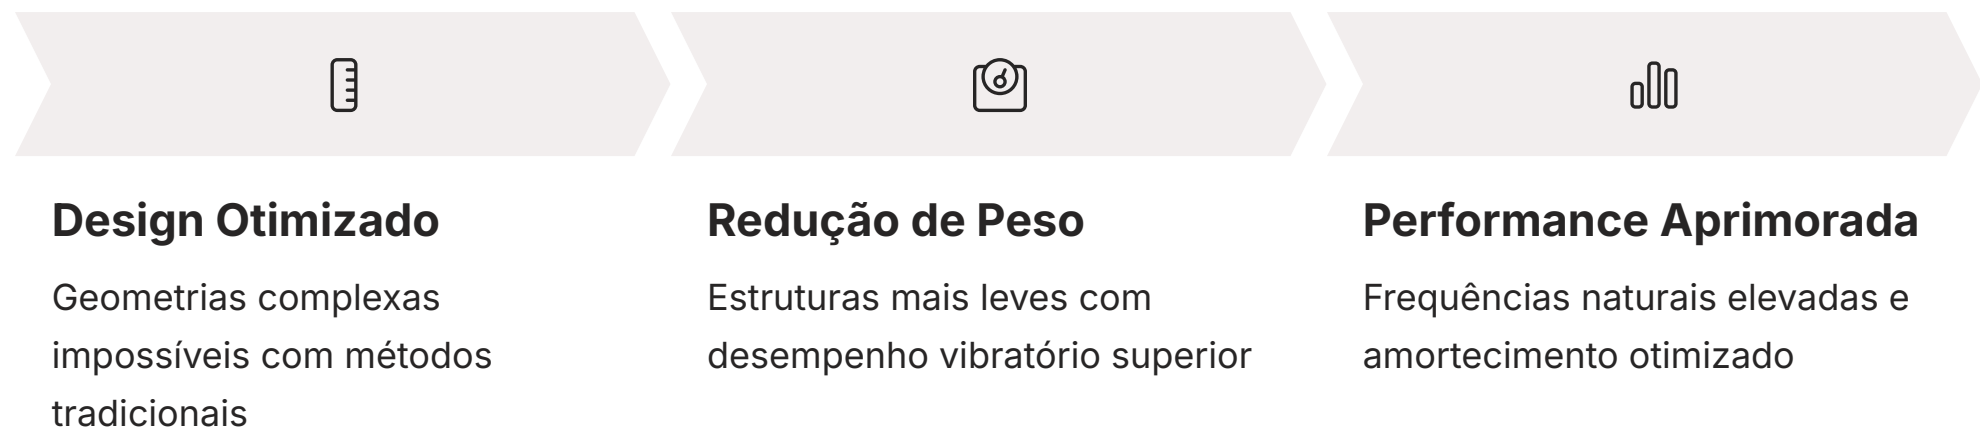 Design Otimizado
Geometrias complexas
impossíveis com métodos
tradicionais
Redução de Peso
Estruturas mais leves com
desempenho vibratório superior
Performance Aprimorada
Frequências naturais elevadas e
amortecimento otimizado